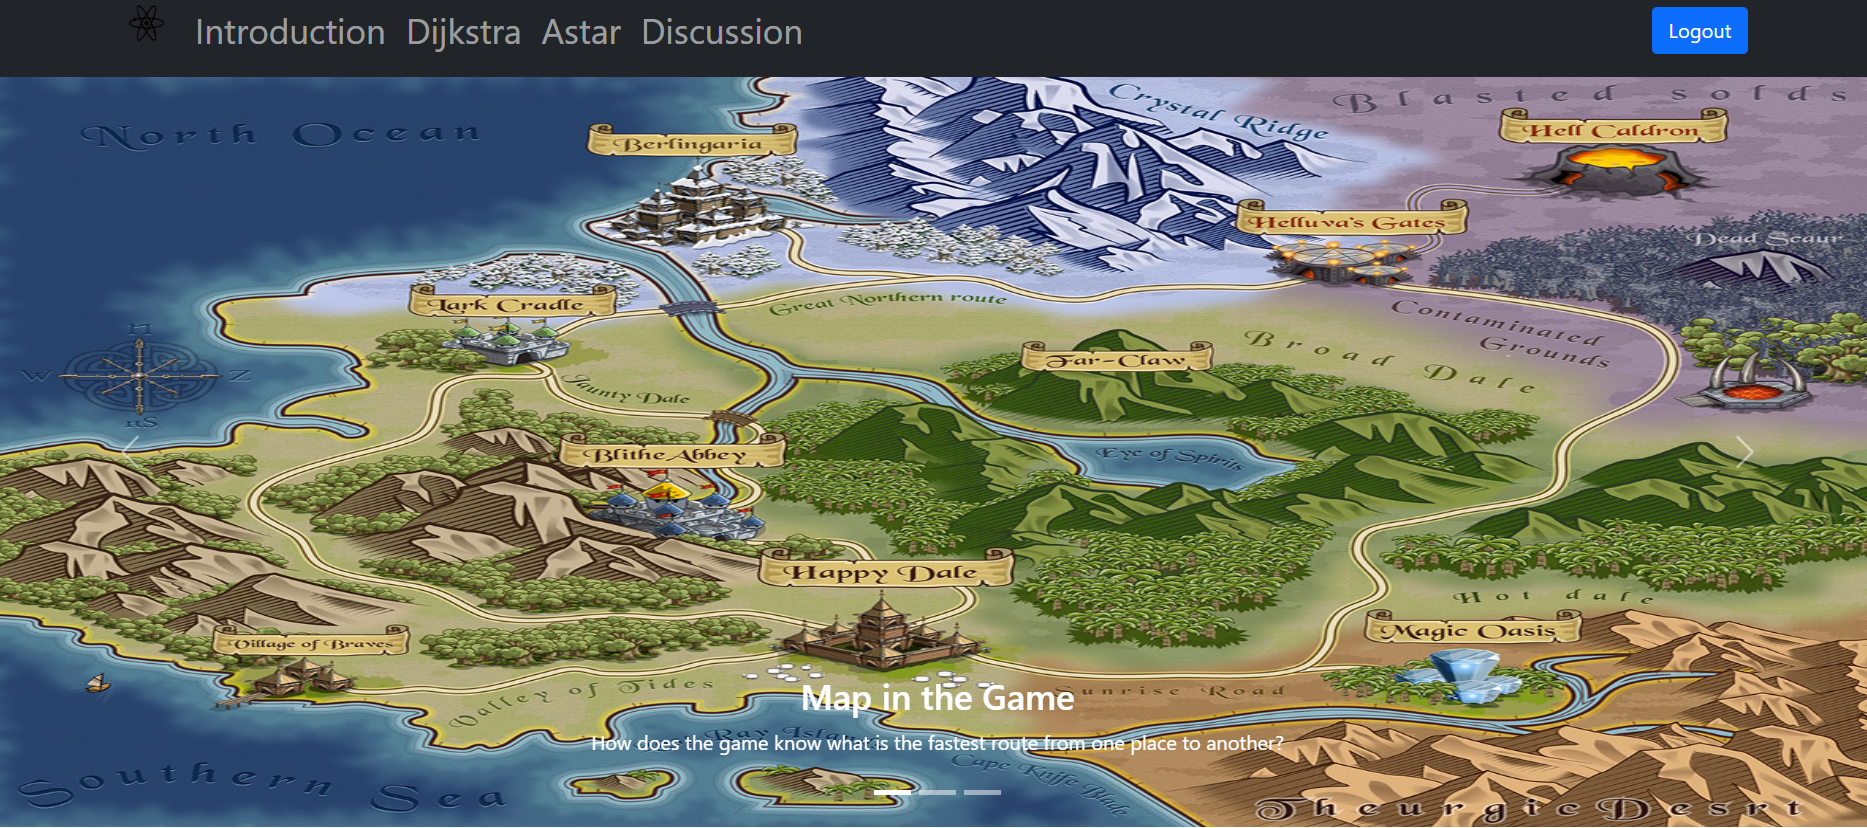 Introduction Dijkstra Astar Discussion
Logout
North Ocean
Crystal Ridge
Blasted solds
Berlingaria
Hell Caldron
Helluva's Gates
Dead Scaur
Lark Cradle
Great Northern route
Contaminated
Grounds
Broad Dale
Far-Claw
W
Z
Jaunty Dale
Blithe Abbey
Eye of Spirits
Happy Dale
Hot dale
Village of Braves
Magic Oasis
Valley of Tides
Sunrise Road
Map in the Game
How does the game know what is the fastest route from one place to another?
Cape Knife Blade
Southern Sea
Theurgic Desrt